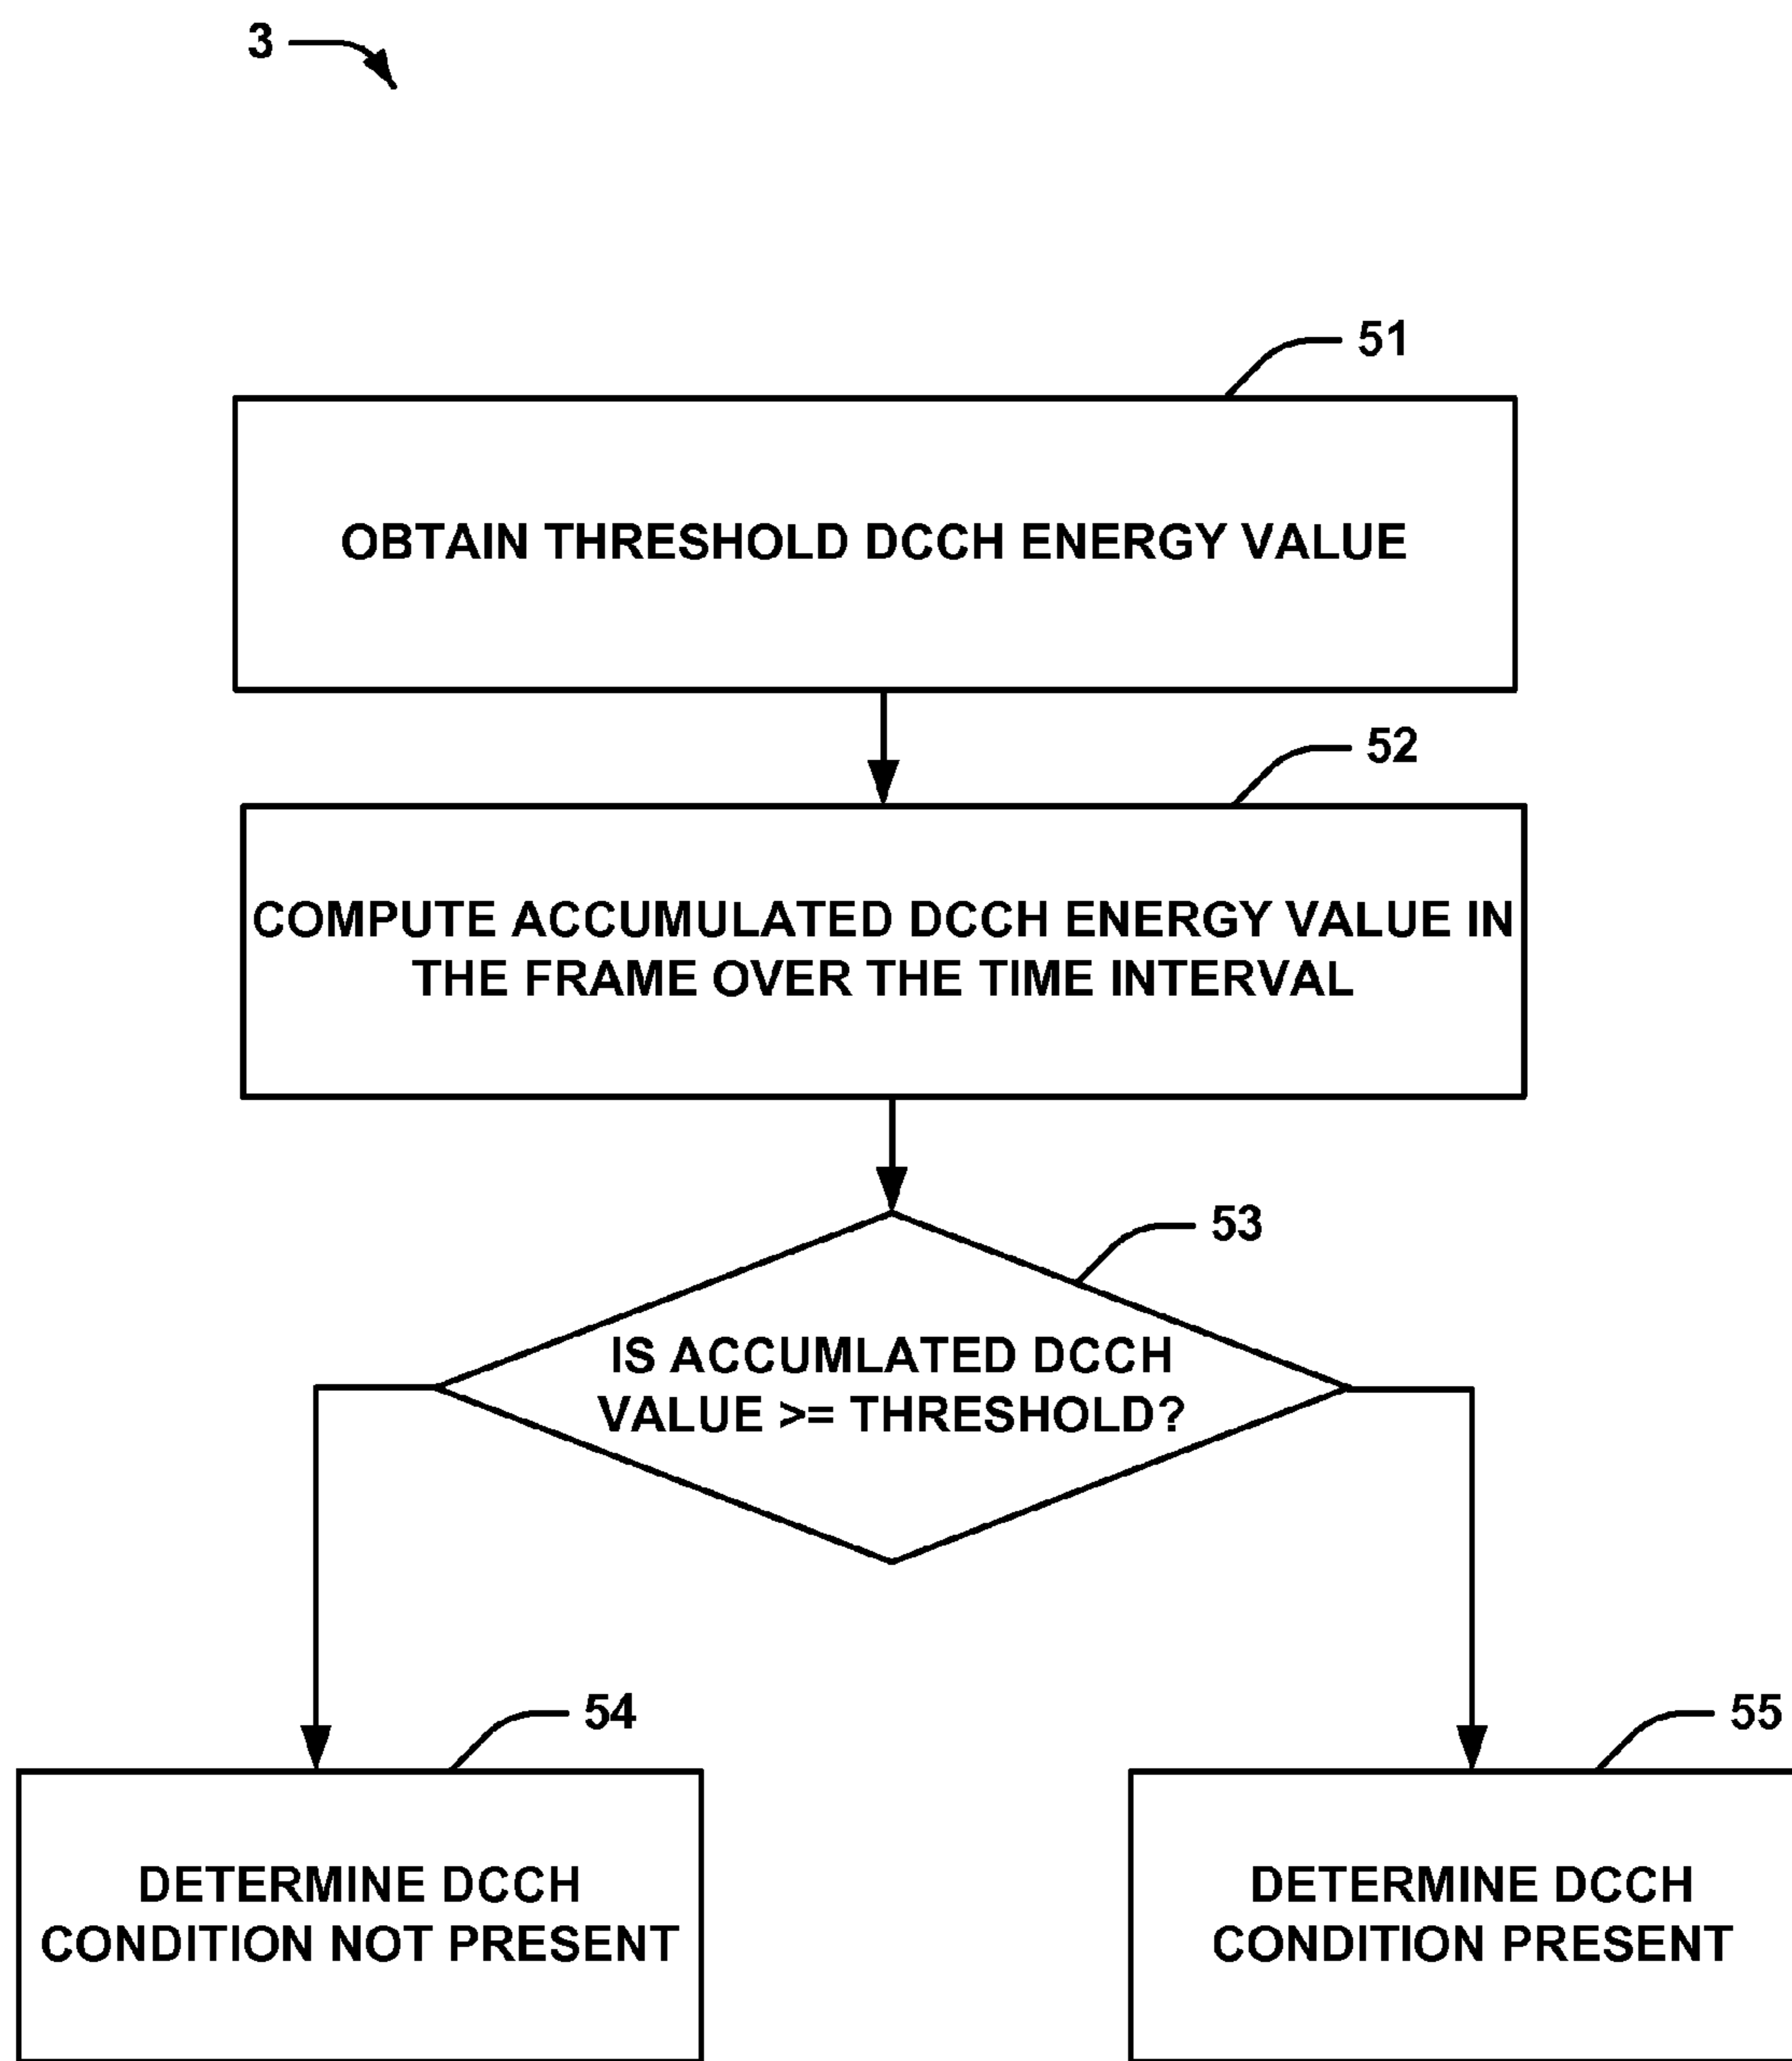 3
51
OBTAIN THRESHOLD DCCH ENERGY VALUE
52
COMPUTE ACCUMULATED DCCH ENERGY VALUE IN
THE FRAME OVER THE TIME INTERVAL
53
IS ACCUMLATED DCCH
VALUE >= THRESHOLD?
54
DETERMINE DCCH
CONDITION NOT PRESENT
55
DETERMINE DCCH
CONDITION PRESENT